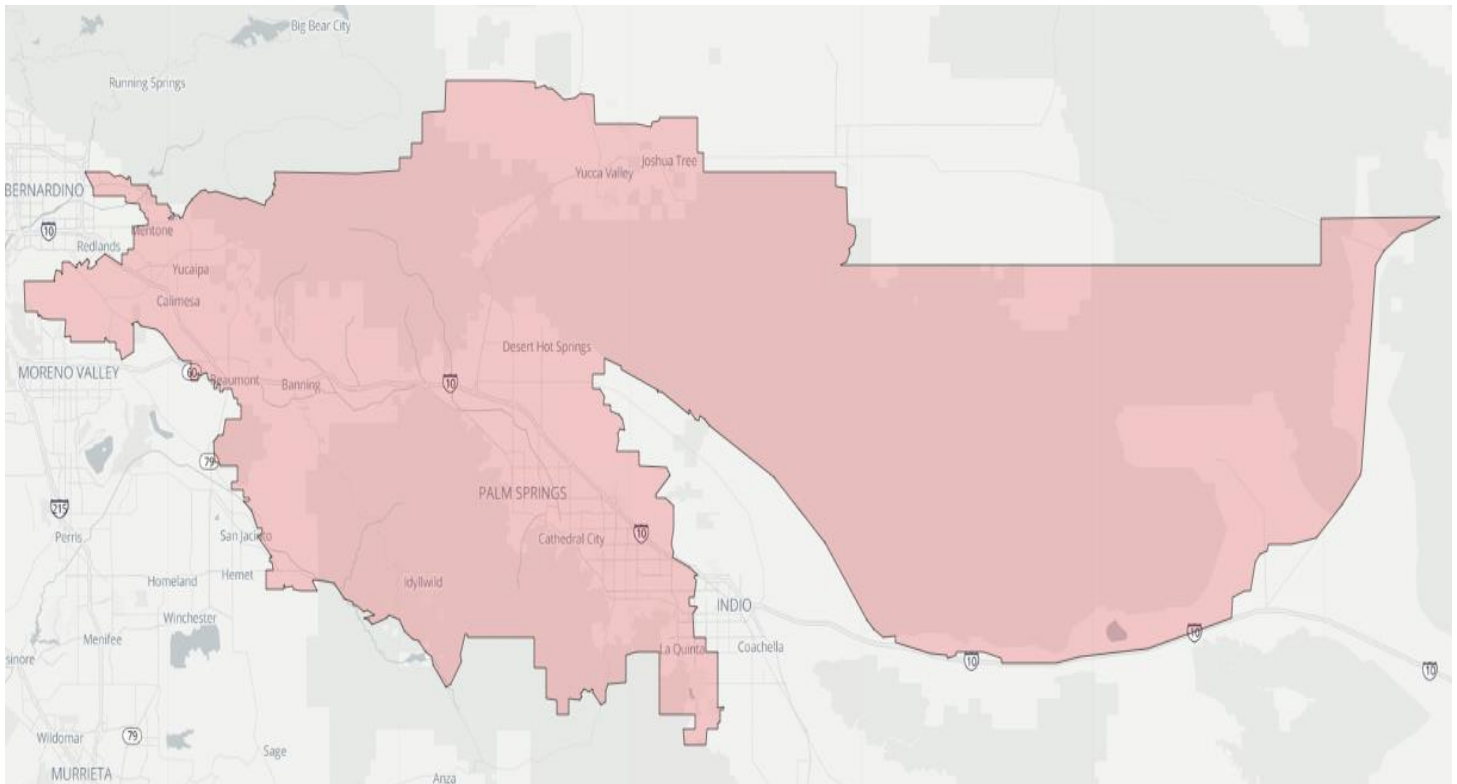 Big Bear City
Running Springs
Joshua Tree
Yucca Valley
BERNARDINO
10
Mentone
Redlands
Yucaipa
Calimesa
Desert Hot Springs
MORENO VALLEY
60
Beaumont
Banning
10
79
PALM SPRINGS
215
Perris
San Jacinto
Cathedral City
10
Hemet
Homeland
Idyllwild
INDIO
Winchester
10
Menifee
La Quinta
Coachella
sinore
10
10
Wildomar
79
Sage
MURRIETA
Anza